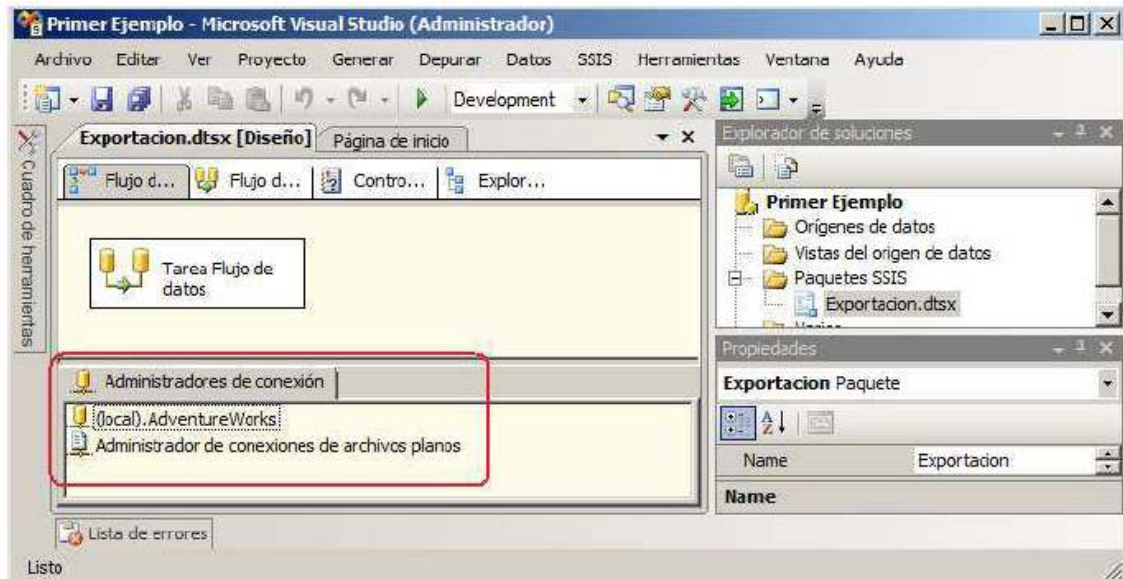 Primer Ejemplo - Microsoft Visual Studio (Administrador)
Archivo Editar Ver Proyecto Generar Depurar Datos SSIS Herramientas Ventana Ayuda
Development
Cuadro de herramientas
Exportacion.dtsx [Diseño] Página de inicio
Flujo d... Flujo d... Contro... Explor...
Tarea Flujo de
datos
Administradores de conexión
(local).AdventureWorks
Administrador de conexiones de archivos planos
Explorador de soluciones
Primer Ejemplo
Orígenes de datos
Vistas del origen de datos
Paquetes SSIS
Exportacion.dtsx
Propiedades
Exportacion Paquete
Name Exportacion
Name
Lista de errores
Listo